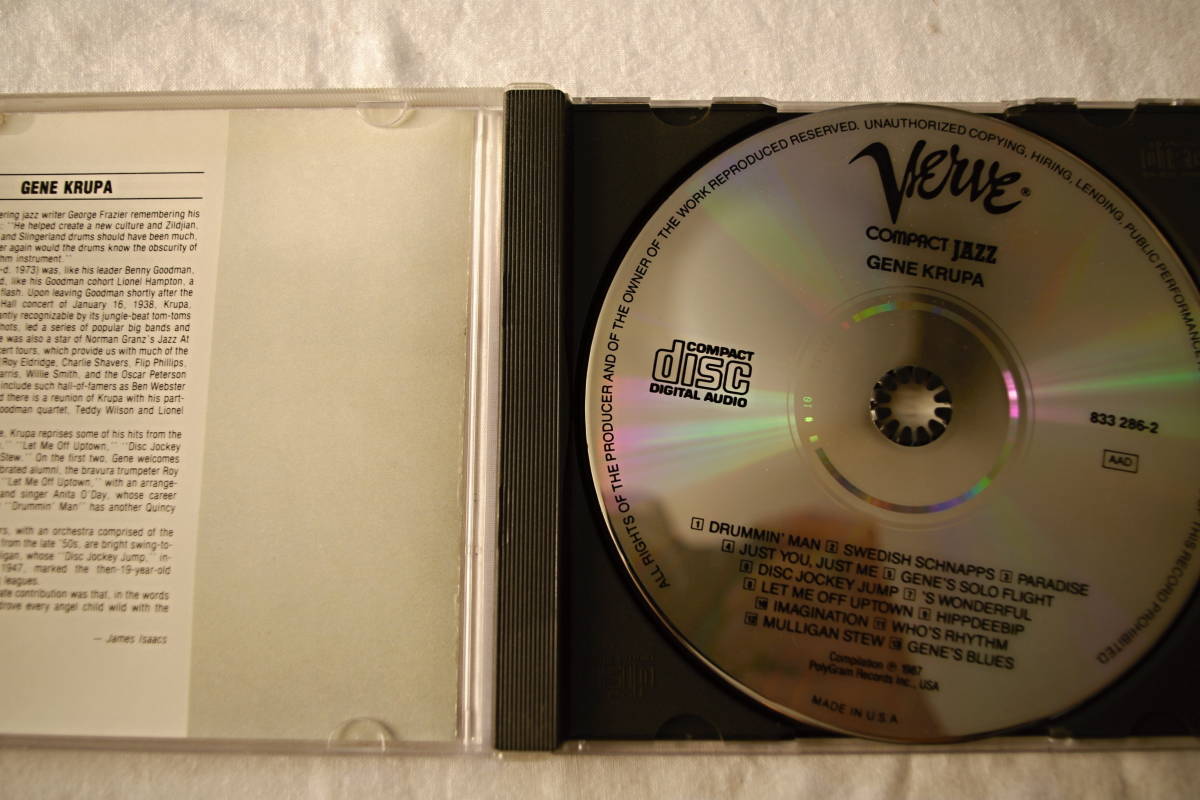 GENE KRUPA
ering jazz writer George Frazier remembering his
"He helped create a new culture and Zildjian,
and Slingerland drums should have been much,
er again would the drums know the obscurity of
hm instrument."
-d. 1973) was, like his leader Benny Goodman,
d, like his Goodman cohort Lionel Hampton, a
flash. Upon leaving Goodman shortly after the
Hall concert of January 16, 1938, Krupa,
antly recognizable by its jungle-beat tom-toms
hots, led a series of popular big bands and
e was also a star of Norman Granz's Jazz At
cert tours, which provide us with much of the
Roy Eldridge, Charlie Shavers, Flip Phillips,
arris, Willie Smith, and the Oscar Peterson
include such hall-of-famers as Ben Webster
d there is a reunion of Krupa with his part-
oodman quartet, Teddy Wilson and Lionel
e, Krupa reprises some of his hits from the
," "Let Me Off Uptown," "Disc Jockey
Stew." On the first two, Gene welcomes
brated alumni, the bravura trumpeter Roy
"Let Me Off Uptown," with an arrange-
and singer Anita O'Day, whose career
"Drummin' Man" has another Quincy
rs, with an orchestra comprised of the
from the late '50s, are bright swing-to-
ligan, whose "Disc Jockey Jump," in-
1947, marked the then-19-year-old
leagues.
ate contribution was that, in the words
drove every angel child wild with the
— James Isaacs
ALL RIGHTS OF THE PRODUCER AND OF THE OWNER OF THE WORK REPRODUCED RESERVED. UNAUTHORIZED COPYING, HIRING, LENDING, PUBLIC PERFORMANCE
THIS RECORD PROHIBITED
VERVE®
COMPACT JAZZ
GENE KRUPA
COMPACT
disc
DIGITAL AUDIO
833 286-2
AAD
1 DRUMMIN' MAN 2 SWEDISH SCHNAPPS 3 PARADISE
4 JUST YOU, JUST ME 5 GENE'S SOLO FLIGHT
6 DISC JOCKEY JUMP 7 'S WONDERFUL
8 LET ME OFF UPTOWN 9 HIPPDEEBIP
10 IMAGINATION 11 WHO'S RHYTHM
12 MULLIGAN STEW 13 GENE'S BLUES
Compilation ℗ 1987
PolyGram Records Inc., USA
MADE IN U.S.A